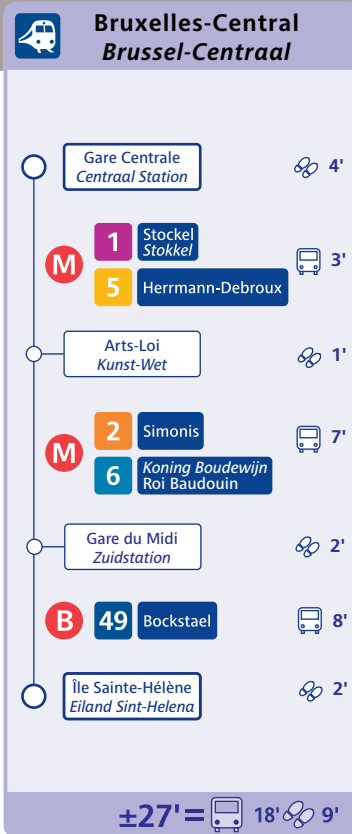 Bruxelles-Central
Brussel-Centraal
Gare Centrale
Centraal Station
4'
M
1
Stockel
Stokkel
5
Herrmann-Debroux
3'
Arts-Loi
Kunst-Wet
1'
M
2
Simonis
6
Koning Boudewijn
Roi Baudouin
7'
Gare du Midi
Zuidstation
2'
B
49
Bockstael
8'
Île Sainte-Hélène
Eiland Sint-Helena
2'
±27'= 18' 9'